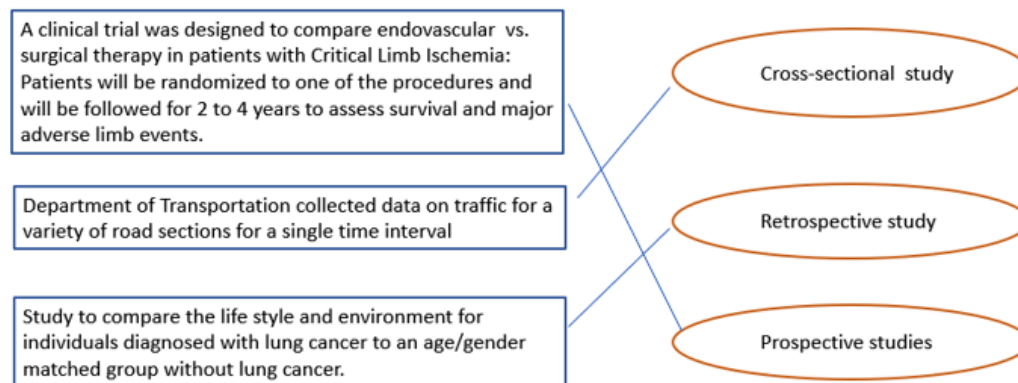 A clinical trial was designed to compare endovascular vs.
surgical therapy in patients with Critical Limb Ischemia:
Patients will be randomized to one of the procedures and
will be followed for 2 to 4 years to assess survival and major
adverse limb events.
Department of Transportation collected data on traffic for a
variety of road sections for a single time interval
Study to compare the life style and environment for
individuals diagnosed with lung cancer to an age/gender
matched group without lung cancer.
Cross-sectional study
Retrospective study
Prospective studies